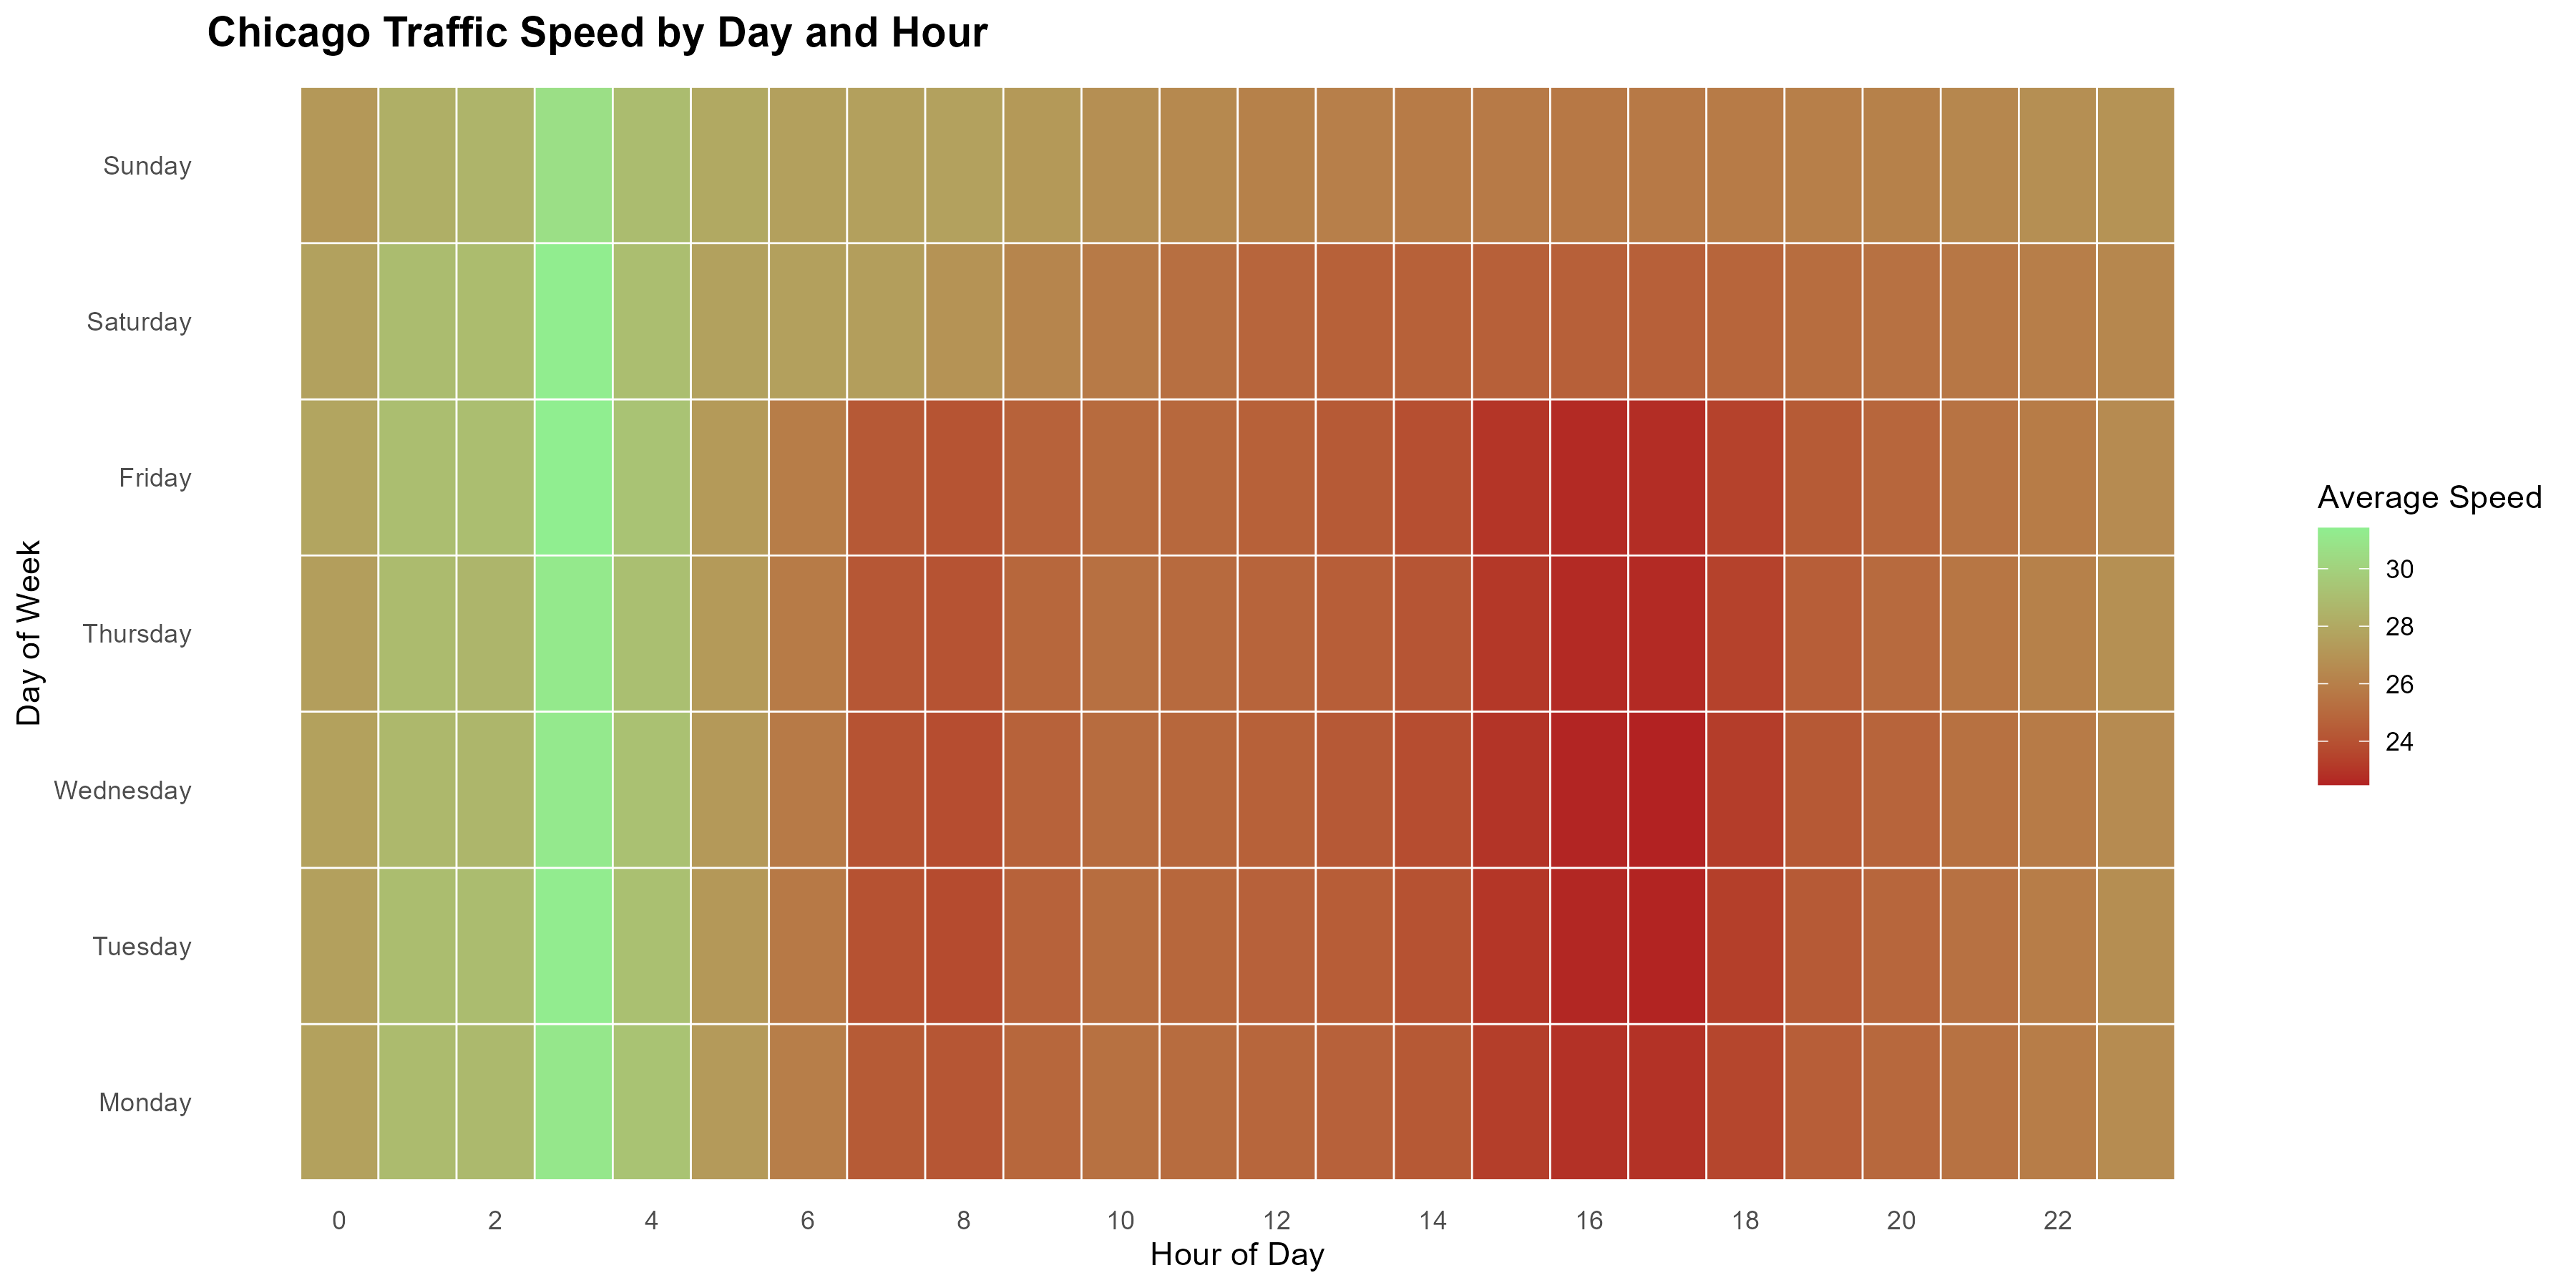 Chicago Traffic Speed by Day and Hour
Day of Week
Sunday
Saturday
Friday
Thursday
Wednesday
Tuesday
Monday
0 2 4 6 8 10 12 14 16 18 20 22
Hour of Day
Average Speed
30
28
26
24